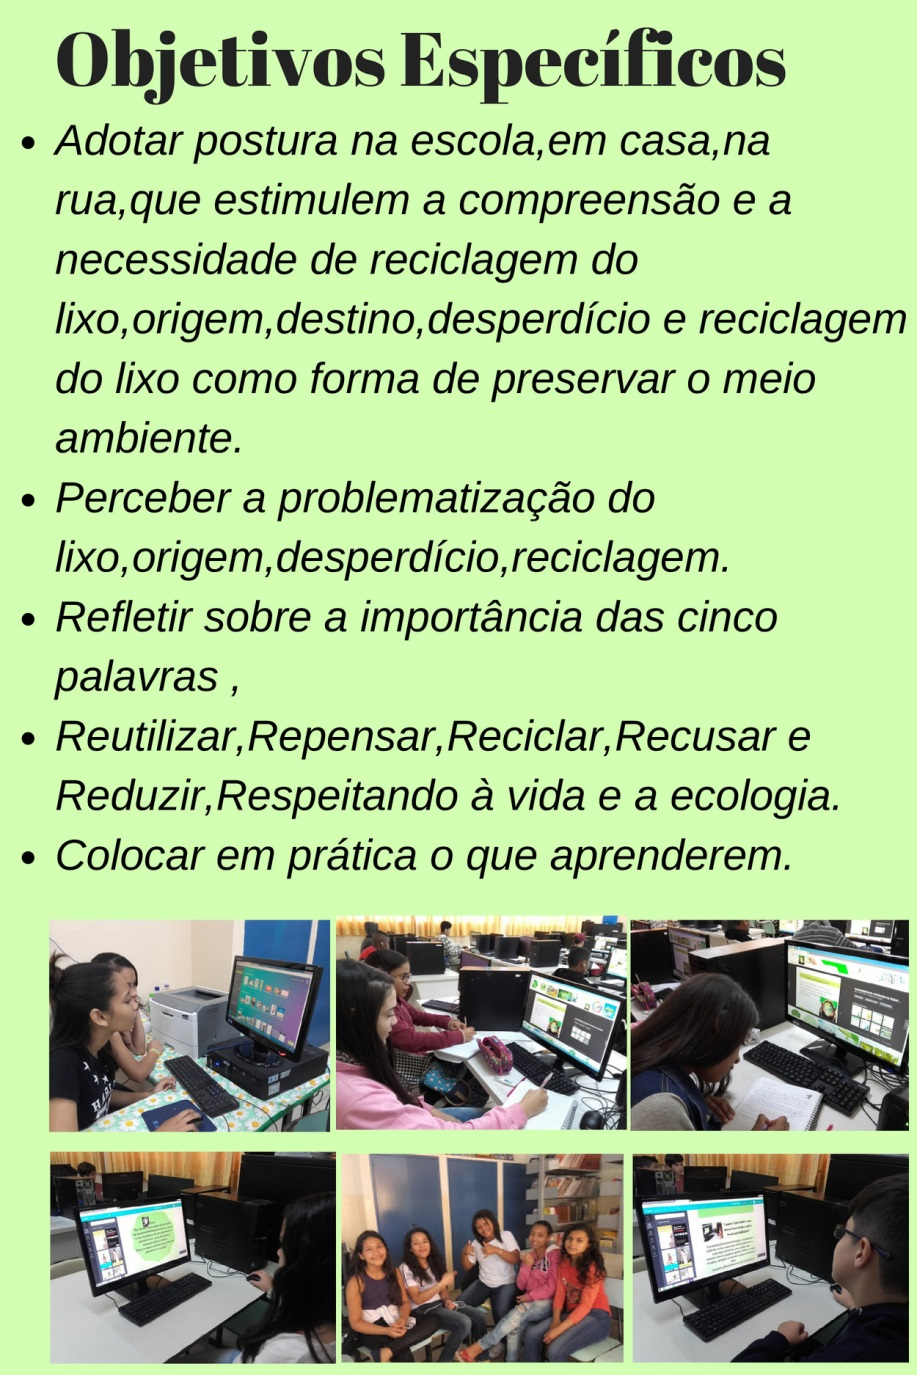 Objetivos Específicos
• Adotar postura na escola,em casa,na
rua,que estimulem a compreensão e a
necessidade de reciclagem do
lixo,origem,destino,desperdício e reciclagem
do lixo como forma de preservar o meio
ambiente.
• Perceber a problematização do
lixo,origem,desperdício,reciclagem.
• Refletir sobre a importância das cinco
palavras ,
• Reutilizar,Repensar,Reciclar,Recusar e
Reduzir,Respeitando à vida e a ecologia.
• Colocar em prática o que aprenderem.